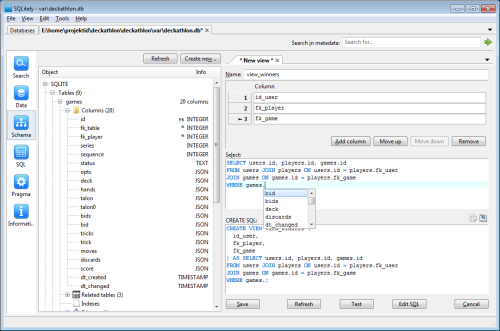 SQLitely - var\deckathlon.db
File View Edit Tools Help
Databases E:\home\projektid\deckathlon\deckathlon\var\deckathlon.db*
Search in metadata: Search for...
Refresh Create new ..
* New view *
Search
Data
Schema
SQL
Pragma
Informati..
Object Info
SQLITE
Tables (9)
games 20 columns
Columns (20)
id PK INTEGER
fk_table INTEGER
fk_player INTEGER
series INTEGER
sequence INTEGER
status TEXT
opts JSON
deck JSON
hands JSON
talon JSON
talon0 JSON
bids JSON
bid JSON
tricks JSON
trick JSON
moves JSON
discards JSON
score JSON
dt_created TIMESTAMP
dt_changed TIMESTAMP
Related tables (3)
Indexes
Name: view_winners
Column
1 id_user
2 fk_player
3 fk_game
Add column Move up Move down Remove
Select:
SELECT users.id, players.id, games.id
FROM users JOIN players ON users.id = players.fk_user
JOIN games ON games.id = players.fk_game
WHERE games.
bid
bids
deck
discards
dt_changed
CREATE SQL:
CREATE VIEW view_winners (
id_user,
fk_player,
fk_game
) AS SELECT users.id, players.id, games.id
FROM users JOIN players ON users.id = players.fk_user
JOIN games ON games.id = players.fk_game
WHERE games.;
Save Refresh Test Edit SQL Cancel